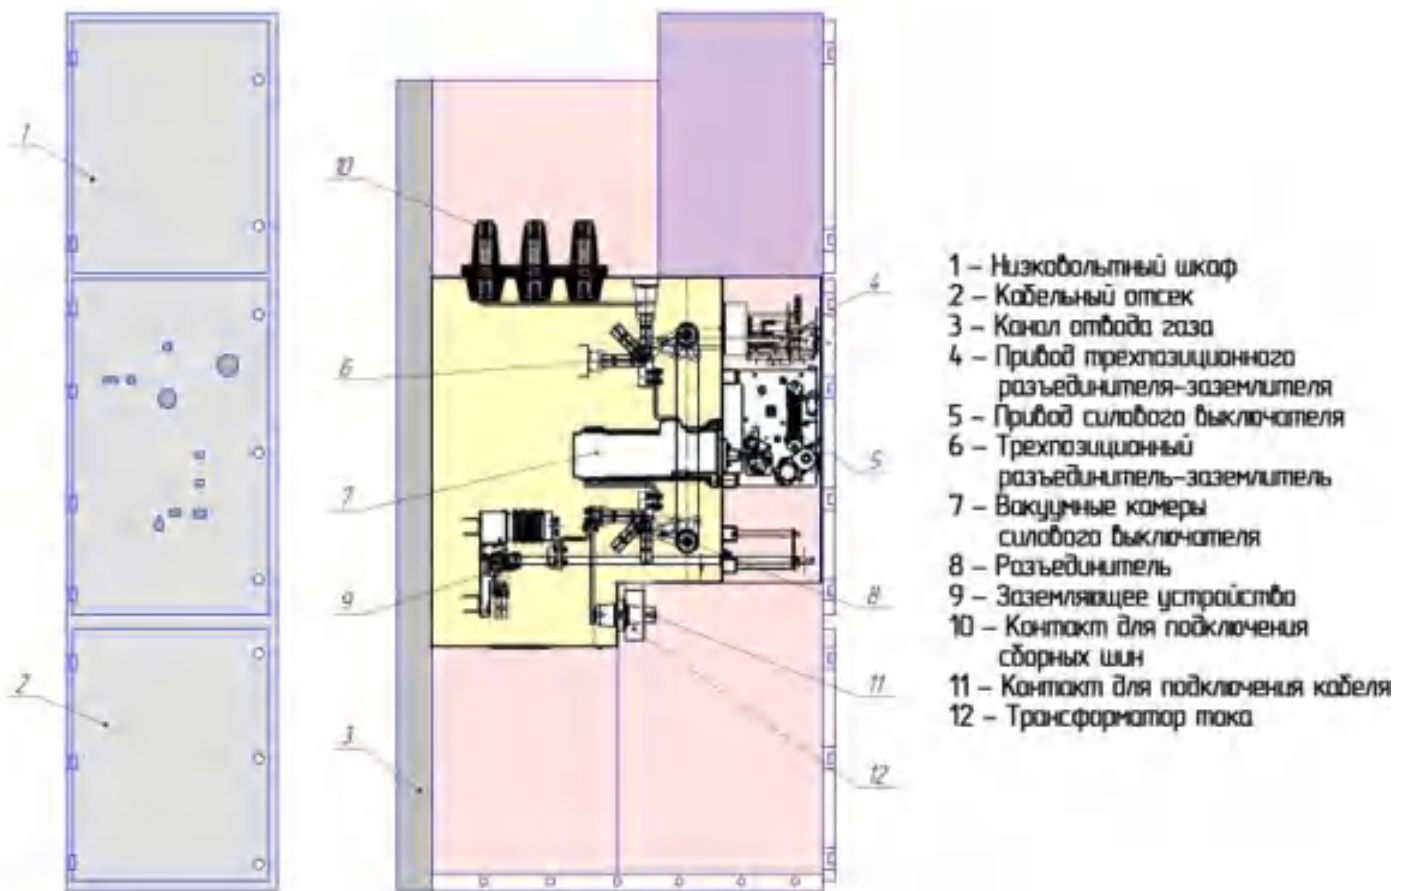 1
2
3
10
6
7
9
4
5
8
11
12
1 – Низковольтный шкаф
2 – Кабельный отсек
3 – Канал отвода газа
4 – Привод трехпозиционного
разъединителя-заземлителя
5 – Привод силового выключателя
6 – Трехпозиционный
разъединитель-заземлитель
7 – Вакуумные камеры
силового выключателя
8 – Разъединитель
9 – Заземляющее устройство
10 – Контакт для подключения
сборных шин
11 – Контакт для подключения кабеля
12 – Трансформатор тока